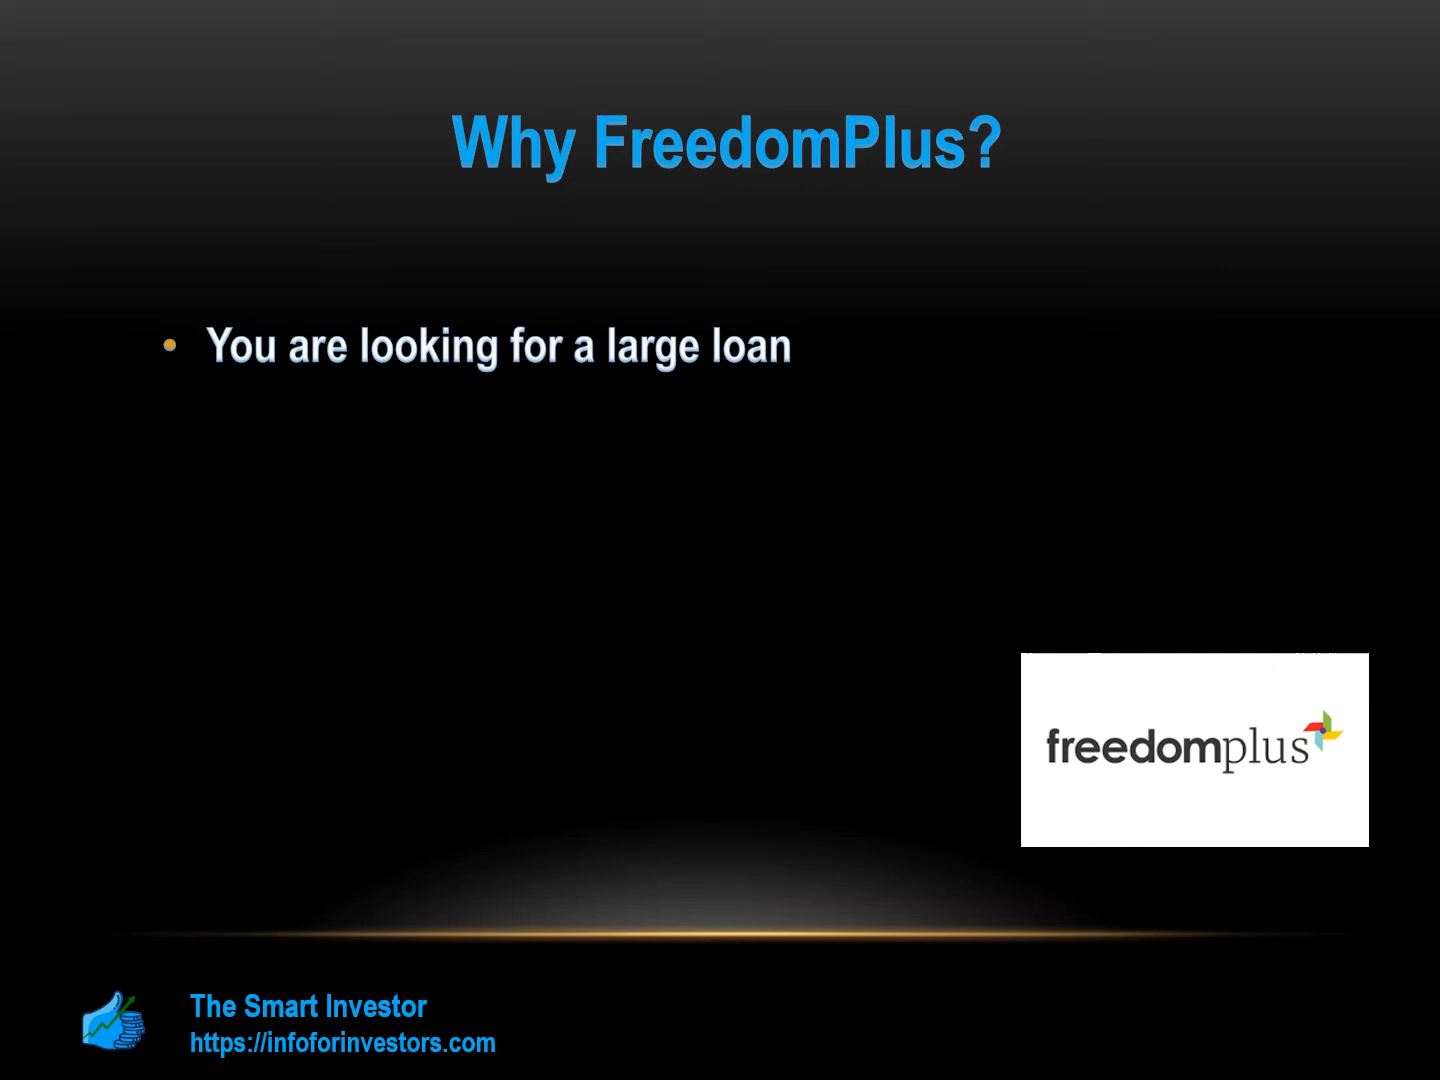 Why FreedomPlus?
• You are looking for a large loan
freedomplus
The Smart Investor
https://infoforinvestors.com